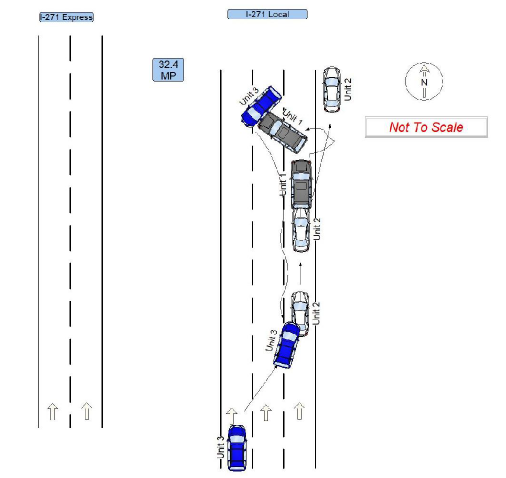 I-271 Express
I-271 Local
32.4
MP
Unit 3
Unit 1
Unit 2
N
Not To Scale
Unit 1
Unit 2
Unit 2
Unit 3
Unit 3